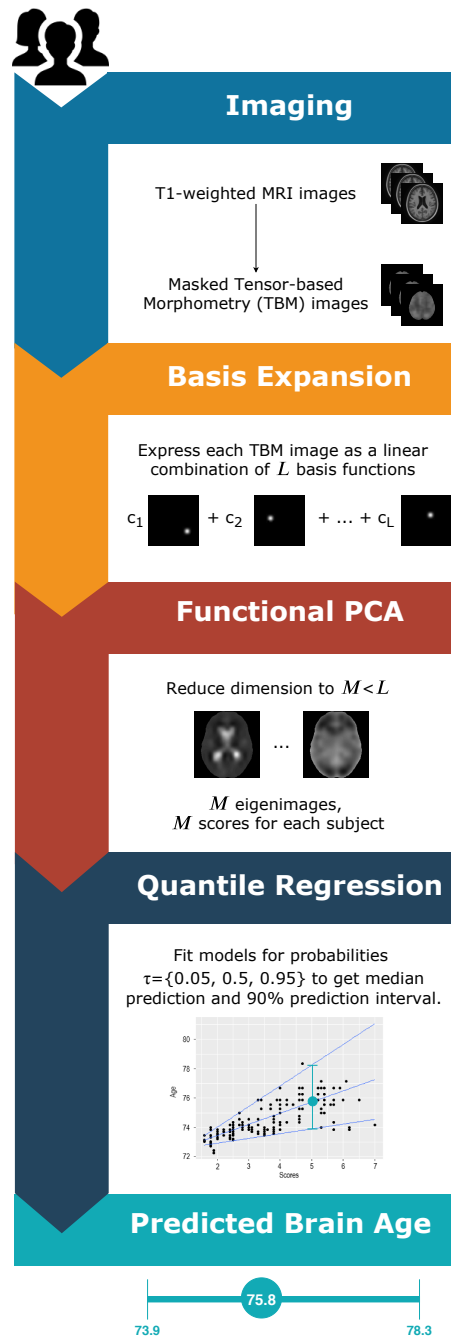 Imaging
T1-weighted MRI images
Masked Tensor-based
Morphometry (TBM) images
Basis Expansion
Express each TBM image as a linear
combination of L basis functions
c1 + c2 + ... + cL
Functional PCA
Reduce dimension to M<L
...
M eigenimages,
M scores for each subject
Quantile Regression
Fit models for probabilities
τ={0.05, 0.5, 0.95} to get median
prediction and 90% prediction interval.
80
78
76
74
72
Age
2 3 4 5 6 7
Scores
Predicted Brain Age
75.8
73.9 78.3